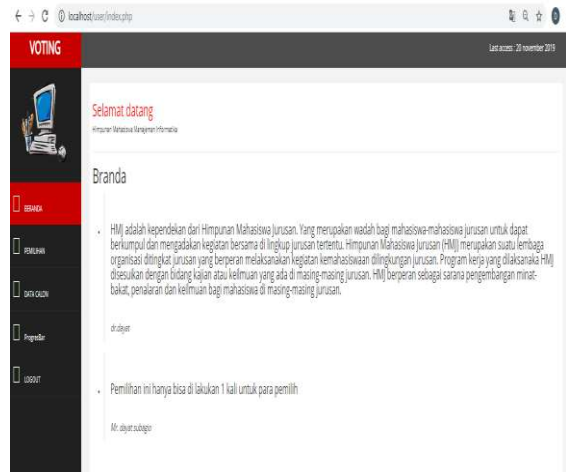 localhost/user/index.php
VOTING
Last access : 20 november 2019
Selamat datang
Himpunan Mahasiswa Manajemen Informatika
Branda
BERANDA
PEMILIHAN
DATA CALON
ProgresBar
LOGOUT
HMJ adalah kependekan dari Himpunan Mahasiswa Jurusan. Yang merupakan wadah bagi mahasiswa-mahasiswa jurusan untuk dapat
berkumpul dan mengadakan kegiatan bersama di lingkup jurusan tertentu. Himpunan Mahasiswa Jurusan (HMJ) merupakan suatu lembaga
organisasi ditingkat jurusan yang berperan melaksanakan kegiatan kemahasiswaan dilingkungan jurusan. Program kerja yang dilaksanaka HMJ
disesuikan dengan bidang kajian atau keilmuan yang ada di masing-masing jurusan. HMJ berperan sebagai sarana pengembangan minat-
bakat, penalaran dan keilmuan bagi mahasiswa di masing-masing jurusan.
dr.dayat
Pemilihan ini hanya bisa di lakukan 1 kali untuk para pemilih
Mr. dayat subagio